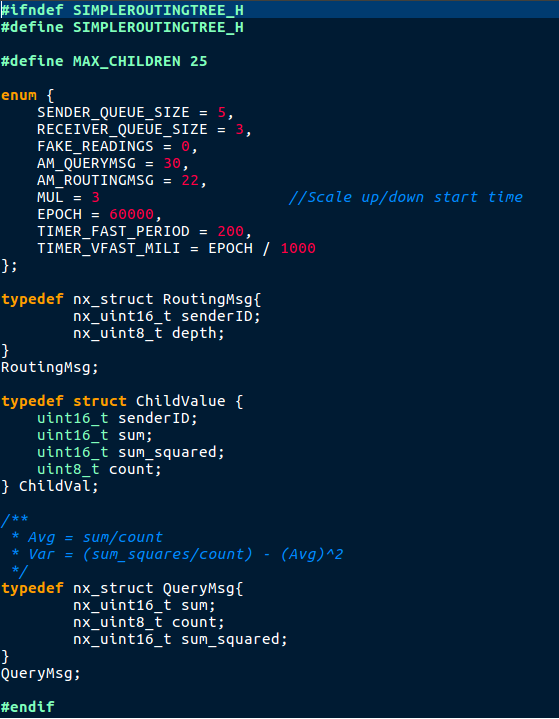 #ifndef SIMPLEROUTINGTREE_H
#define SIMPLEROUTINGTREE_H
#define MAX_CHILDREN 25
enum {
    SENDER_QUEUE_SIZE = 5,
    RECEIVER_QUEUE_SIZE = 3,
    FAKE_READINGS = 0,
    AM_QUERYMSG = 30,
    AM_ROUTINGMSG = 22,
    MUL = 3                     //Scale up/down start time
    EPOCH = 60000,
    TIMER_FAST_PERIOD = 200,
    TIMER_VFAST_MILI = EPOCH / 1000
};
typedef nx_struct RoutingMsg{
        nx_uint16_t senderID;
        nx_uint8_t depth;
}
RoutingMsg;
typedef struct ChildValue {
    uint16_t senderID;
    uint16_t sum;
    uint16_t sum_squared;
    uint8_t count;
} ChildVal;
/**
 * Avg = sum/count
 * Var = (sum_squares/count) - (Avg)^2
 */
typedef nx_struct QueryMsg{
        nx_uint16_t sum;
        nx_uint8_t count;
        nx_uint16_t sum_squared;
}
QueryMsg;
#endif